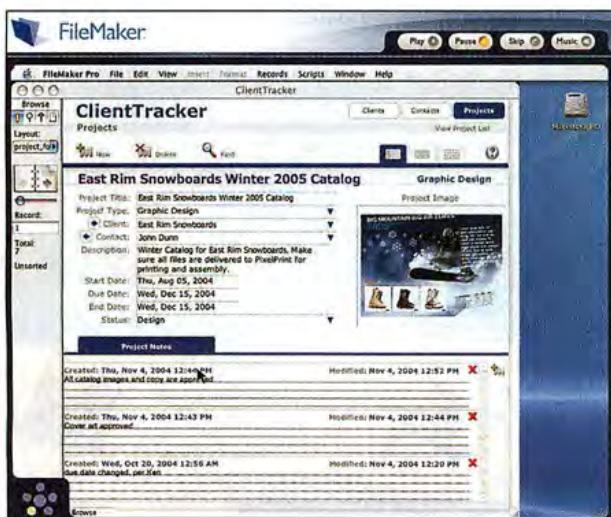 FileMaker
Play Pause Skip Music
FileMaker Pro File Edit View Insert Format Records Scripts Window Help
ClientTracker
Browse
Layout:
Record:
1
Total:
7
Unsorted
ClientTracker
Projects
Clients Contacts Projects
View Project List
New Delete Find
East Rim Snowboards Winter 2005 Catalog Graphic Design
Project Title: East Rim Snowboards Winter 2005 Catalog
Project Image
Project Type: Graphic Design
Client: East Rim Snowboards
Contact: John Dunn
Description: Winter Catalog for East Rim Snowboards. Make
sure all files are delivered to PixelPrint for
printing and assembly.
Start Date: Thu, Aug 05, 2004
Due Date: Wed, Dec 15, 2004
End Date: Wed, Dec 15, 2004
Status: Design
BIG MOUNTAIN BIG AIR
Project Notes
Created: Thu, Nov 4, 2004 12:44 PM Modified: Nov 4, 2004 12:52 PM
All catalog images and copy are approved
Created: Thu, Nov 4, 2004 12:43 PM Modified: Nov 4, 2004 12:44 PM
Cover art approved
Created: Wed, Oct 20, 2004 12:56 AM Modified: Nov 4, 2004 12:20 PM
due date changed, per Ken
Browse